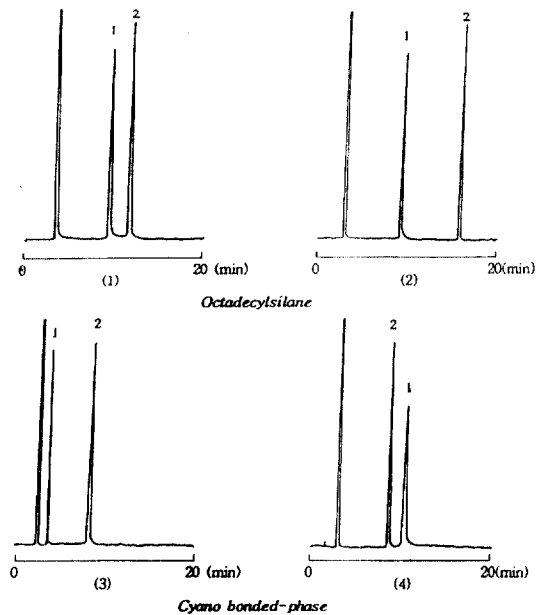 1 2
1 2
0 20 (min)
0 20 (min)
(1) (2)
Octadecylsilane
1 2
2 1
0 20 (min)
0 20(min)
(3) (4)
Cyano bonded-phase